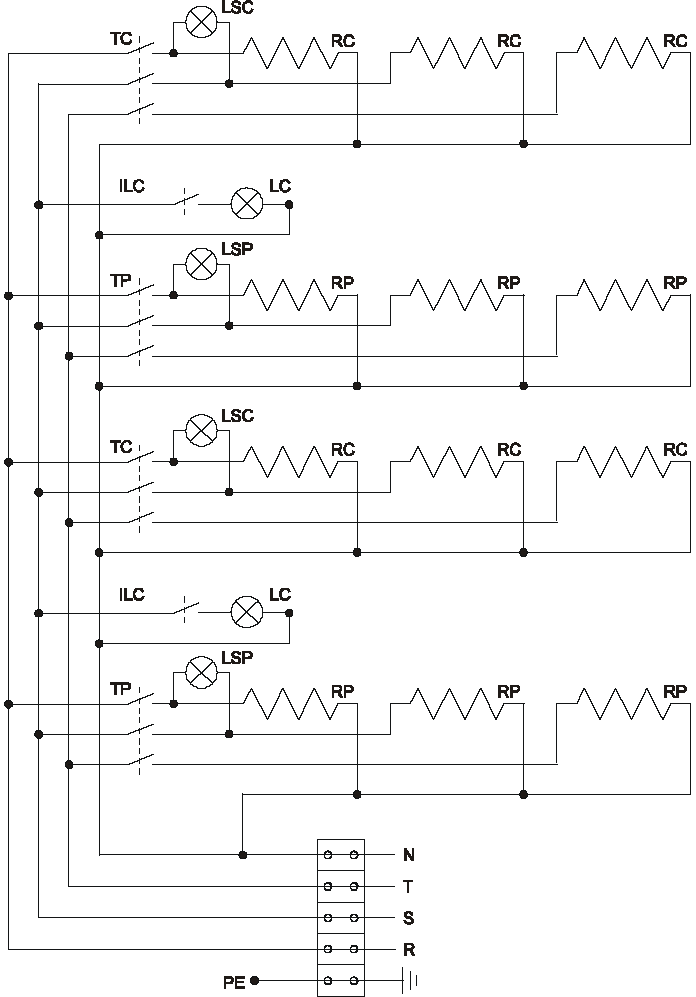 LSC
TC RC RC RC
ILC LC
LSP
TP RP RP RP
LSC
TC RC RC RC
ILC LC
LSP
TP RP RP RP
N
T
S
R
PE